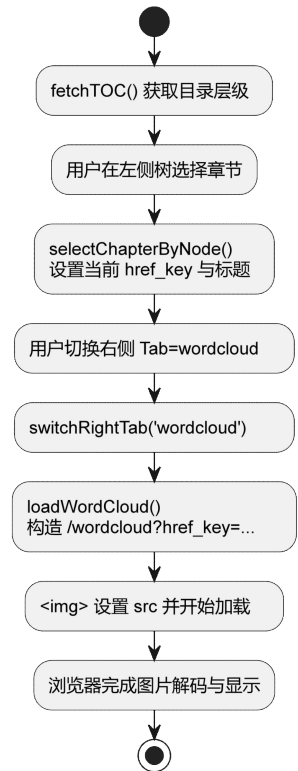 fetchTOC() 获取目录层级
用户在左侧树选择章节
selectChapterByNode()
设置当前 href_key 与标题
用户切换右侧 Tab=wordcloud
switchRightTab('wordcloud')
loadWordCloud()
构造 /wordcloud?href_key=...
<img> 设置 src 并开始加载
浏览器完成图片解码与显示